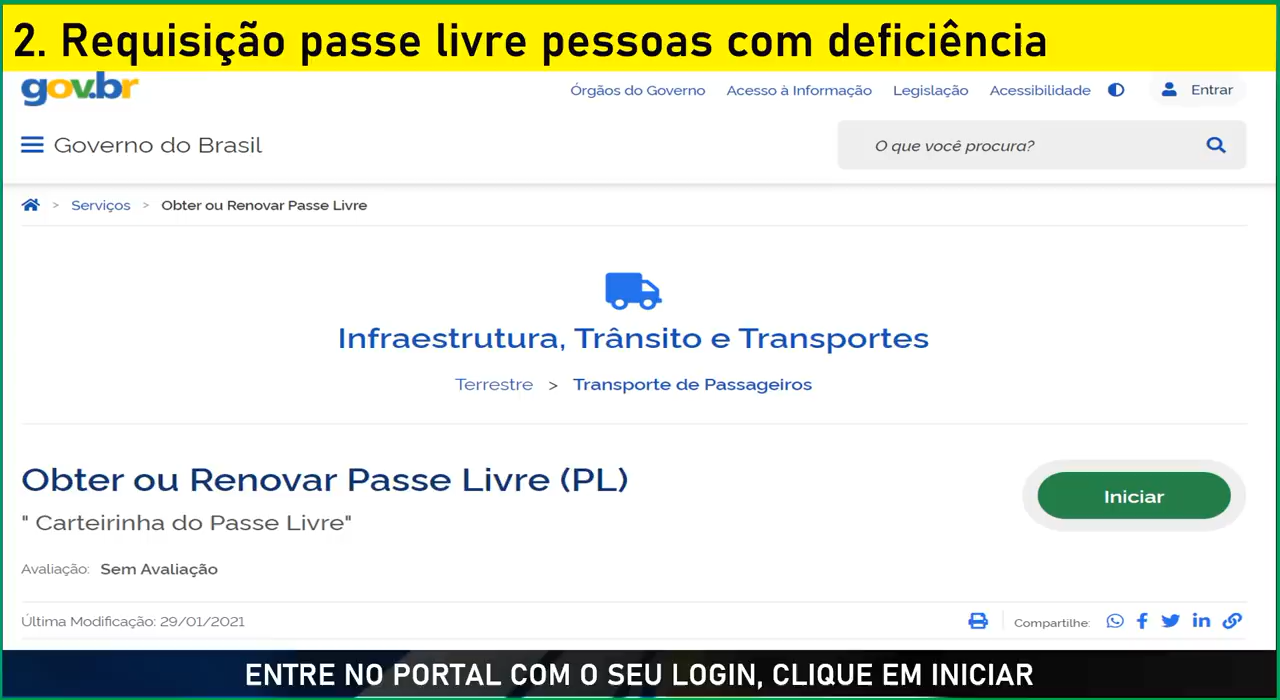 2. Requisição passe livre pessoas com deficiência
gov.br
Órgãos do Governo Acesso à Informação Legislação Acessibilidade Entrar
Governo do Brasil
O que você procura?
> Serviços > Obter ou Renovar Passe Livre
Infraestrutura, Trânsito e Transportes
Terrestre > Transporte de Passageiros
Obter ou Renovar Passe Livre (PL)
Iniciar
" Carteirinha do Passe Livre"
Avaliação: Sem Avaliação
Última Modificação: 29/01/2021
Compartilhe:
ENTRE NO PORTAL COM O SEU LOGIN, CLIQUE EM INICIAR